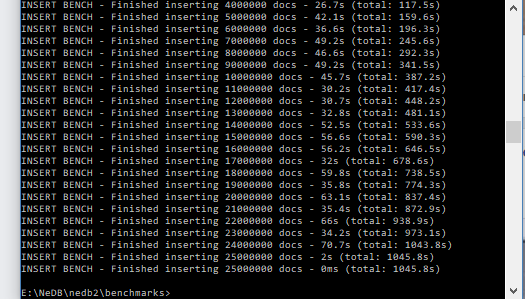 INSERT BENCH - Finished inserting 4000000 docs - 26.7s (total: 117.5s)
INSERT BENCH - Finished inserting 5000000 docs - 42.1s (total: 159.6s)
INSERT BENCH - Finished inserting 6000000 docs - 36.6s (total: 196.3s)
INSERT BENCH - Finished inserting 7000000 docs - 49.2s (total: 245.6s)
INSERT BENCH - Finished inserting 8000000 docs - 46.6s (total: 292.3s)
INSERT BENCH - Finished inserting 9000000 docs - 49.2s (total: 341.5s)
INSERT BENCH - Finished inserting 10000000 docs - 45.7s (total: 387.2s)
INSERT BENCH - Finished inserting 11000000 docs - 30.2s (total: 417.4s)
INSERT BENCH - Finished inserting 12000000 docs - 30.7s (total: 448.2s)
INSERT BENCH - Finished inserting 13000000 docs - 32.8s (total: 481.1s)
INSERT BENCH - Finished inserting 14000000 docs - 52.5s (total: 533.6s)
INSERT BENCH - Finished inserting 15000000 docs - 56.6s (total: 590.3s)
INSERT BENCH - Finished inserting 16000000 docs - 56.2s (total: 646.5s)
INSERT BENCH - Finished inserting 17000000 docs - 32s (total: 678.6s)
INSERT BENCH - Finished inserting 18000000 docs - 59.8s (total: 738.5s)
INSERT BENCH - Finished inserting 19000000 docs - 35.8s (total: 774.3s)
INSERT BENCH - Finished inserting 20000000 docs - 63.1s (total: 837.4s)
INSERT BENCH - Finished inserting 21000000 docs - 35.4s (total: 872.9s)
INSERT BENCH - Finished inserting 22000000 docs - 66s (total: 938.9s)
INSERT BENCH - Finished inserting 23000000 docs - 34.2s (total: 973.1s)
INSERT BENCH - Finished inserting 24000000 docs - 70.7s (total: 1043.8s)
INSERT BENCH - Finished inserting 25000000 docs - 2s (total: 1045.8s)
INSERT BENCH - Finished inserting 25000000 docs - 0ms (total: 1045.8s)
E:\NeDB\nedb2\benchmarks>